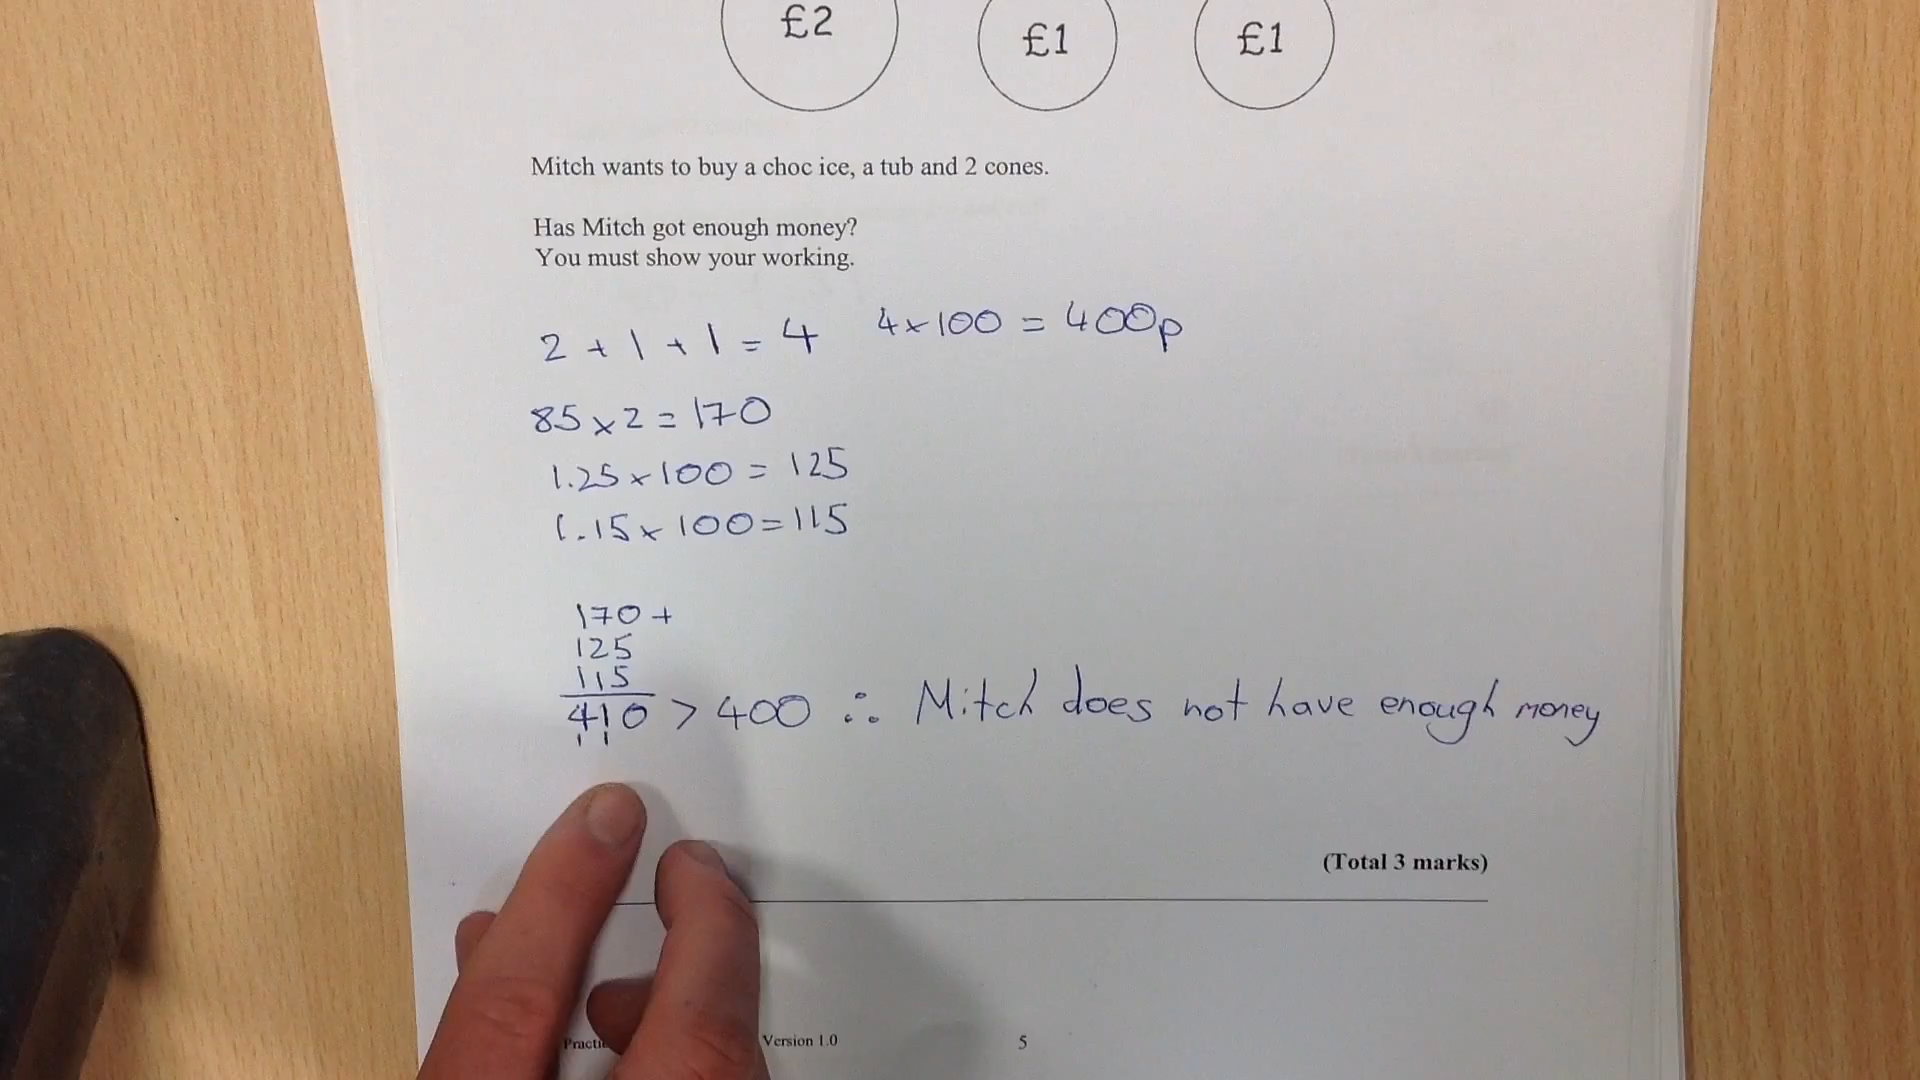 £2 £1 £1
Mitch wants to buy a choc ice, a tub and 2 cones.
Has Mitch got enough money?
You must show your working.
2 + 1 + 1 = 4 4 x 100 = 400p
85 x 2 = 170
1.25 x 100 = 125
1.15 x 100 = 115
170 +
125
115
410 > 400 ∴ Mitch does not have enough money
1 1
(Total 3 marks)
Version 1.0 5